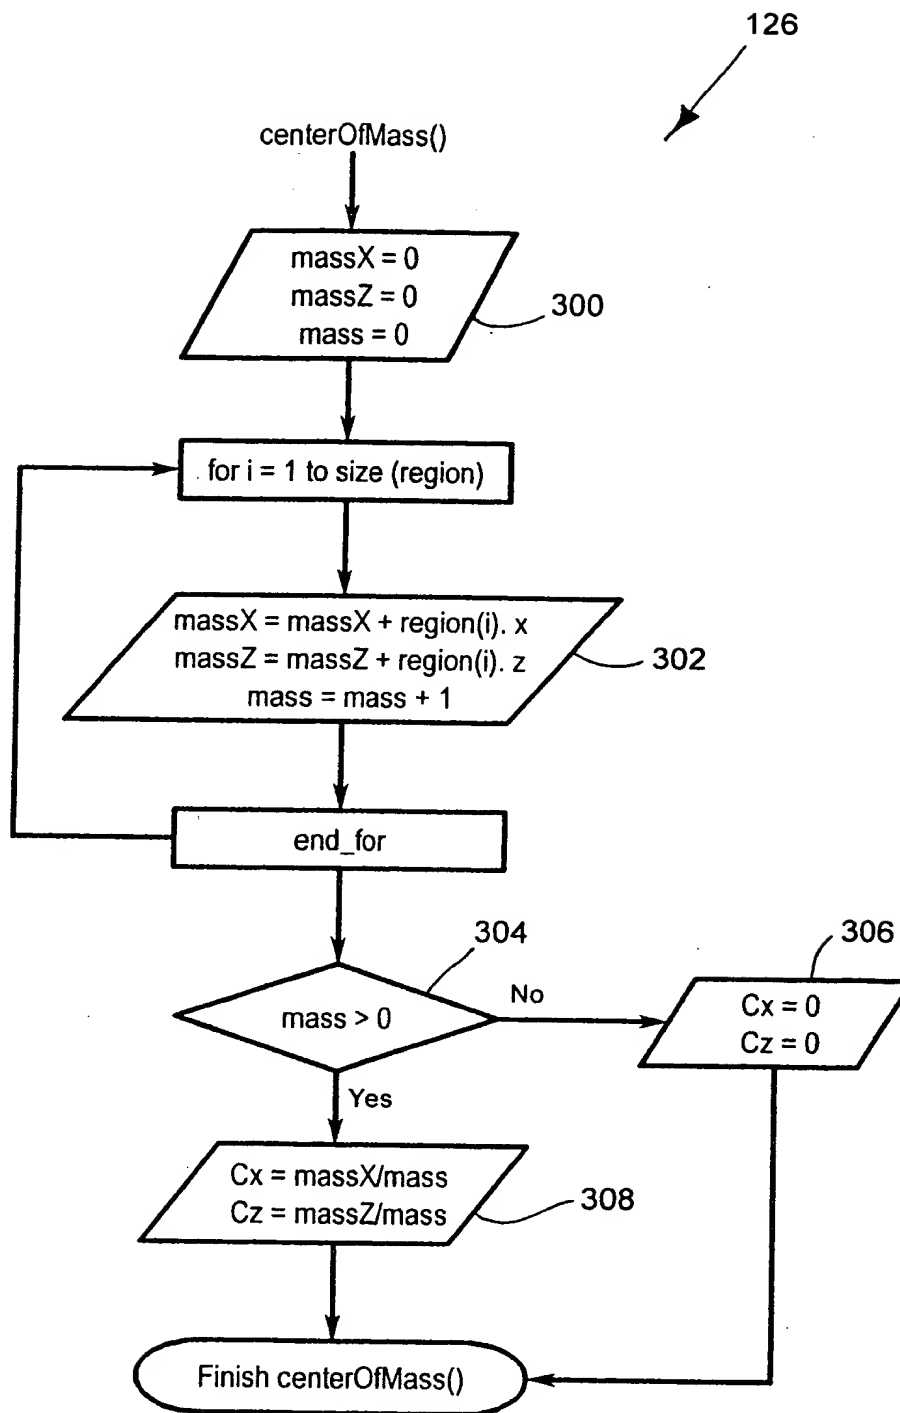 126
centerOfMass()
massX = 0
massZ = 0
mass = 0
300
for i = 1 to size (region)
massX = massX + region(i). x
massZ = massZ + region(i). z
mass = mass + 1
302
end_for
304
mass > 0
No
306
Cx = 0
Cz = 0
Yes
Cx = massX/mass
Cz = massZ/mass
308
Finish centerOfMass()